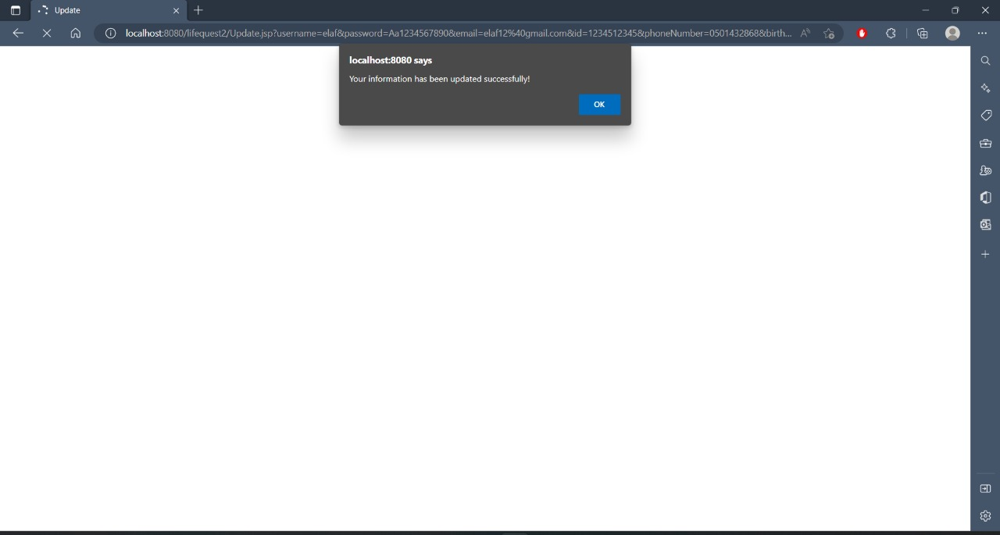 Update
localhost:8080/lifequest2/Update.jsp?username=elaf&password=Aa1234567890&email=elaf12%40gmail.com&id=1234512345&phoneNumber=0501432868&birth...
localhost:8080 says
Your information has been updated successfully!
OK